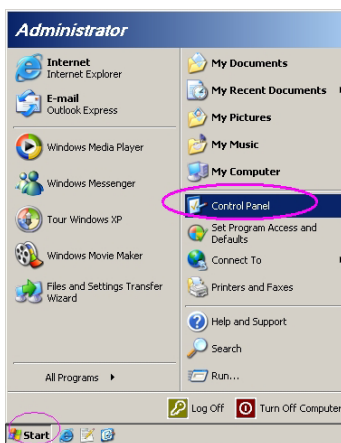 Administrator
Internet
Internet Explorer
E-mail
Outlook Express
Windows Media Player
Windows Messenger
Tour Windows XP
Windows Movie Maker
Files and Settings Transfer
Wizard
All Programs
My Documents
My Recent Documents
My Pictures
My Music
My Computer
Control Panel
Set Program Access and
Defaults
Connect To
Printers and Faxes
Help and Support
Search
Run...
Log Off
Turn Off Computer
Start